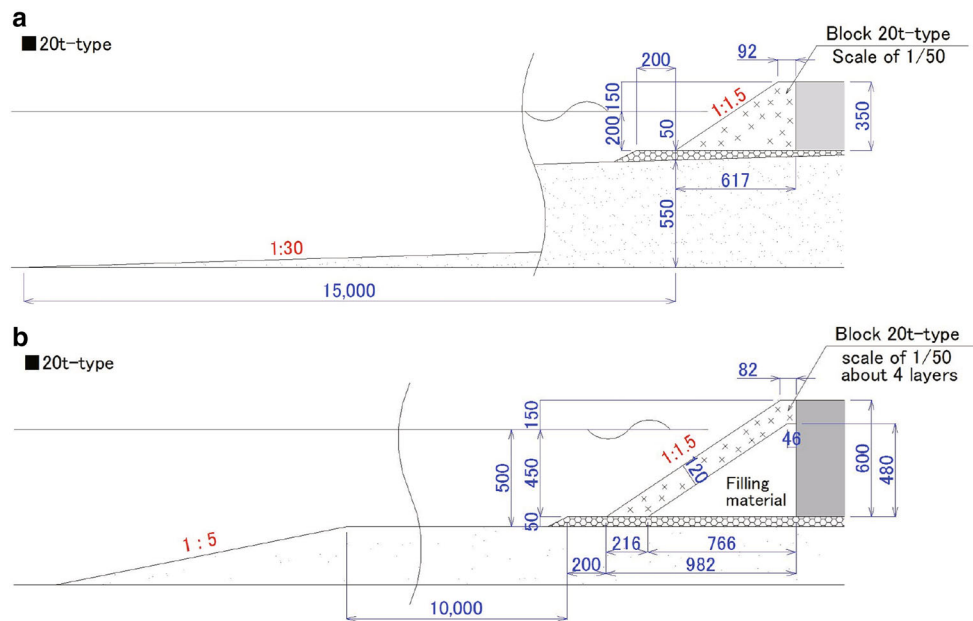 a
■20t-type
Block 20t-type
Scale of 1/50
92
200
150
200
50
1:1.5
350
617
550
1:30
15,000
b
■20t-type
Block 20t-type
scale of 1/50
about 4 layers
82
150
500
450
50
1:1.5
120
46
Filling
material
600
480
1:5
216
766
200
982
10,000